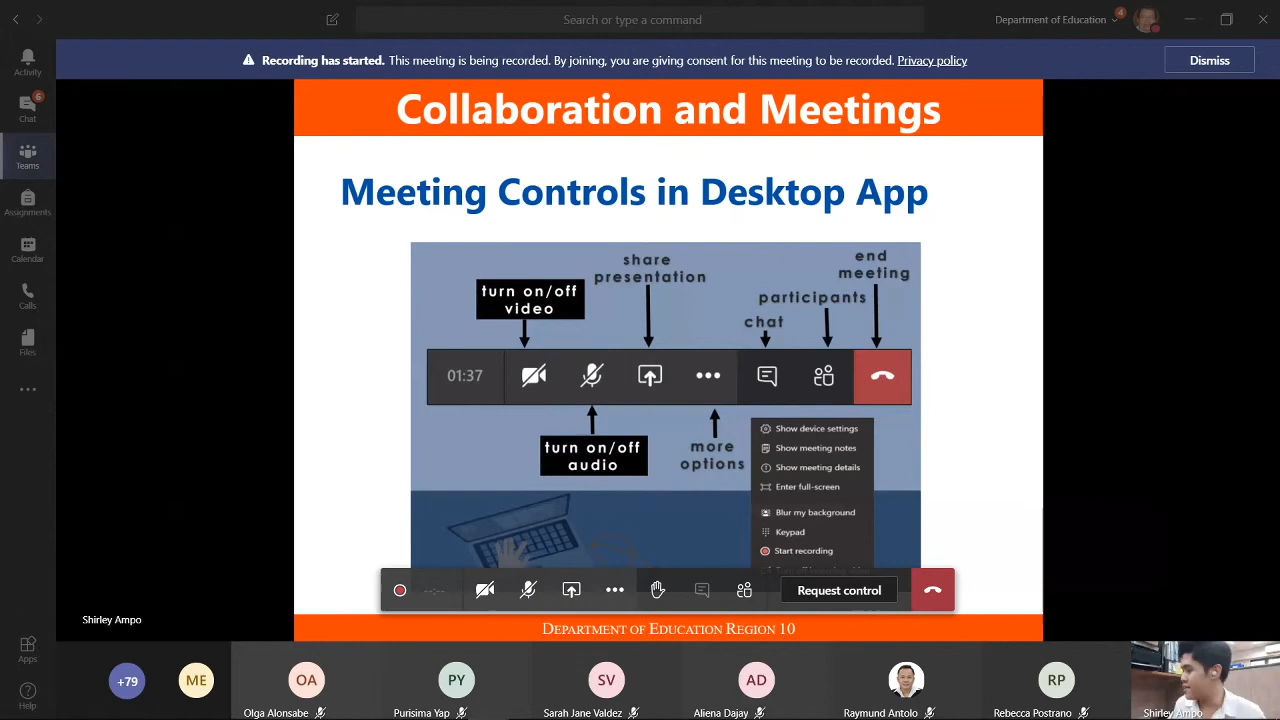 Department of Education
4
Recording has started. This meeting is being recorded. By joining, you are giving consent for this meeting to be recorded. Privacy policy
Dismiss
Activity
6
Chat
Teams
Assignments
Calendar
Calls
Files
Apps
Help
Collaboration and Meetings
Meeting Controls in Desktop App
turn on/off
video
share
presentation
chat
participants
end
meeting
01:37
turn on/off
audio
more
options
Show device settings
Show meeting notes
Show meeting details
Enter full-screen
Blur my background
Keypad
Start recording
--:--
Request control
Shirley Ampo
DEPARTMENT OF EDUCATION REGION 10
+79
ME
OA
PY
SV
AD
RP
Olga Alonsabe
Purisima Yap
Sarah Jane Valdez
Aliena Dajay
Raymund Antolo
Rebecca Postrano
Shirley Ampo